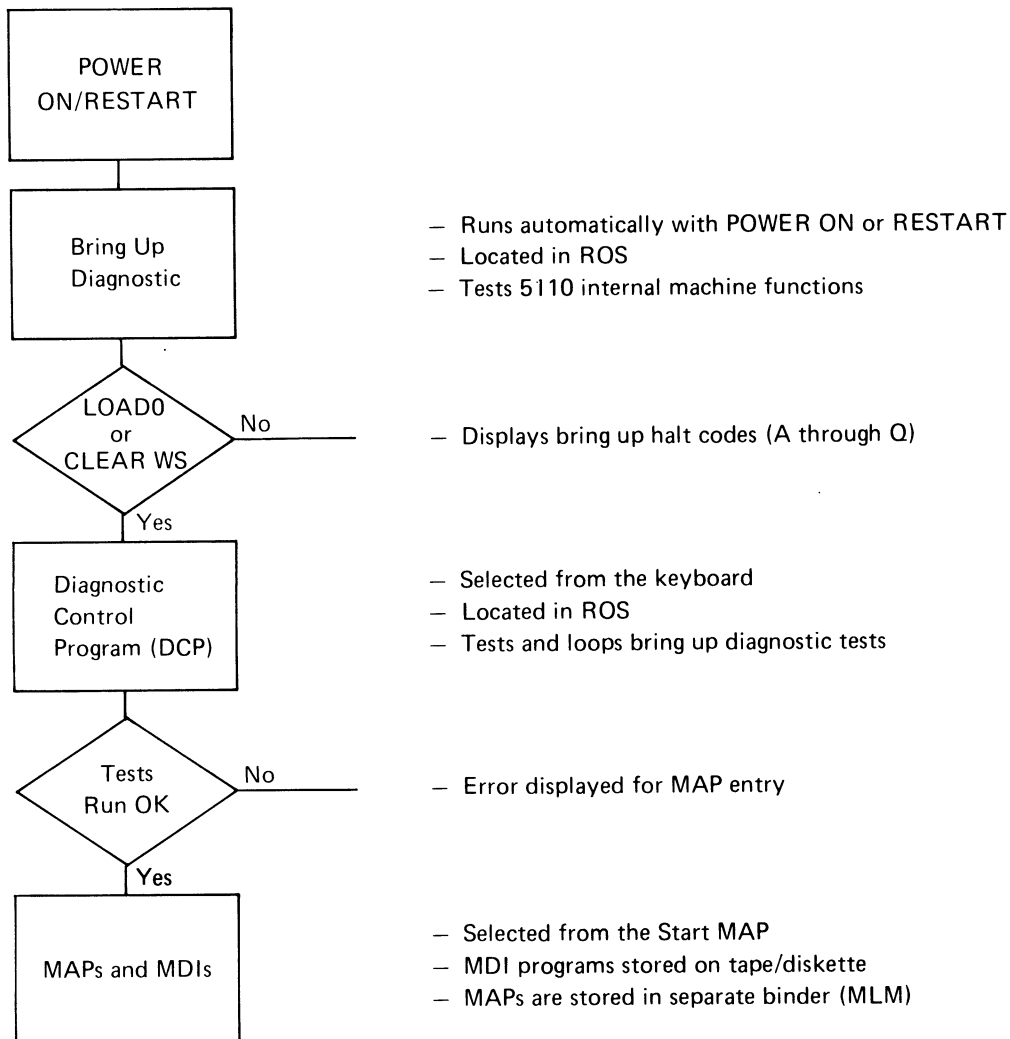 POWER
ON/RESTART
Bring Up
Diagnostic
— Runs automatically with POWER ON or RESTART
— Located in ROS
— Tests 5110 internal machine functions
LOAD0
or
CLEAR WS
No
— Displays bring up halt codes (A through Q)
Yes
Diagnostic
Control
Program (DCP)
— Selected from the keyboard
— Located in ROS
— Tests and loops bring up diagnostic tests
Tests
Run OK
No
— Error displayed for MAP entry
Yes
MAPs and MDIs
— Selected from the Start MAP
— MDI programs stored on tape/diskette
— MAPs are stored in separate binder (MLM)